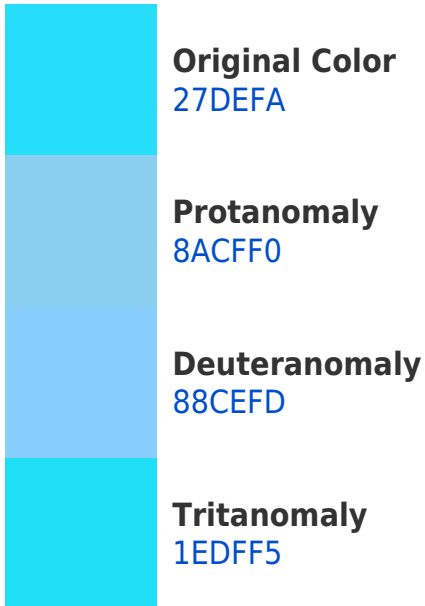 Original Color
27DEFA
Protanomaly
8ACFF0
Deuteranomaly
88CEFD
Tritanomaly
1EDFF5